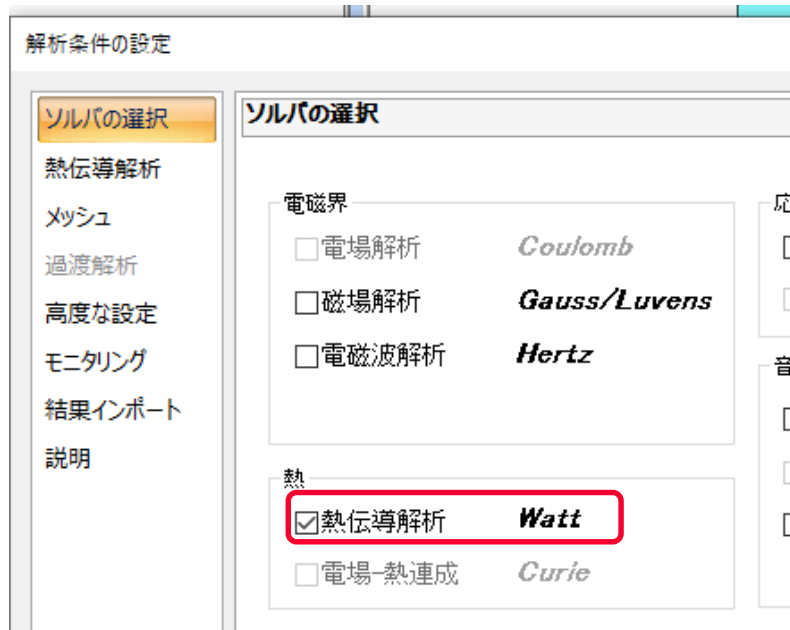 解析条件の設定
ソルバの選択
熱伝導解析
メッシュ
過渡解析
高度な設定
モニタリング
結果インポート
説明
ソルバの選択
電磁界
電場解析 Coulomb
磁場解析 Gauss/Luvens
電磁波解析 Hertz
熱
熱伝導解析 Watt
電場-熱連成 Curie
応
音